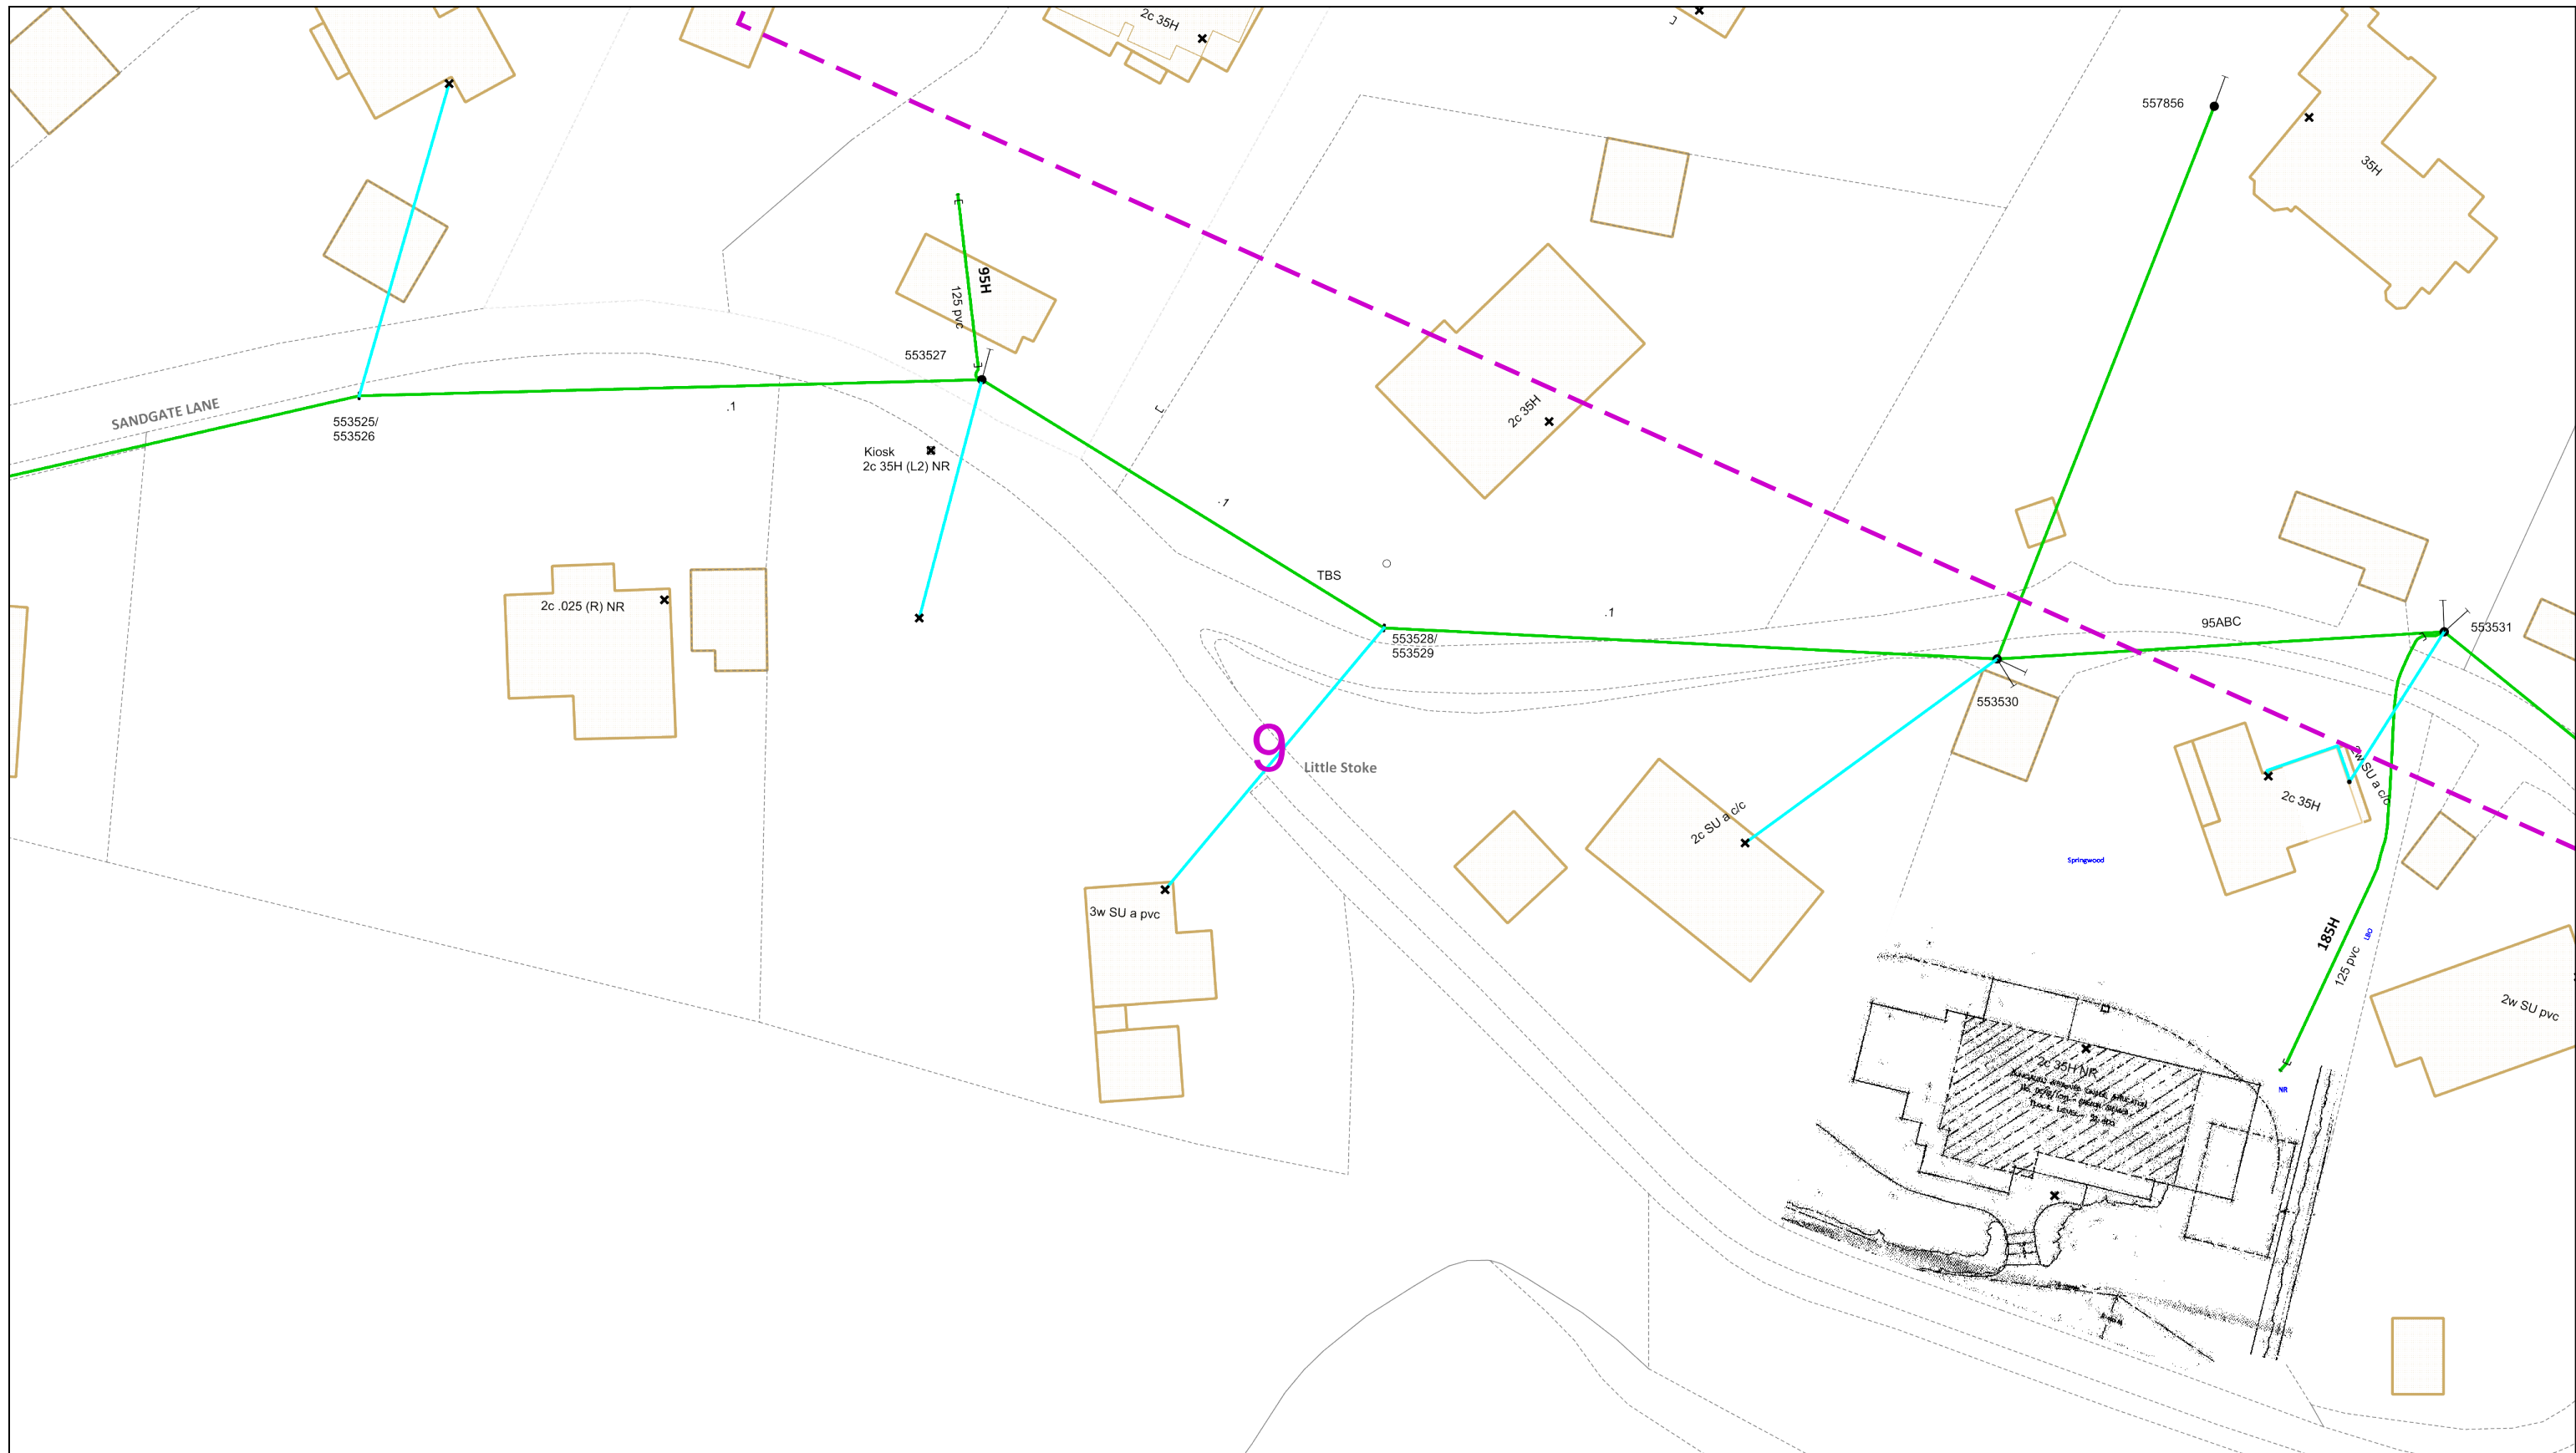 2c 35H
557856
35H
95H
125 pvc
553527
SANDGATE LANE
553525/
553526
.1
Kiosk
2c 35H (L2) NR
2c 35H
.1
TBS
2c .025 (R) NR
.1
553528/
553529
95ABC
553531
553530
9
Little Stoke
2w SU a c/c
2c 35H
2c SU a c/c
Springwood
3w SU a pvc
185H
LBO
125 pvc
2w SU pvc
2c 35H NR
NR